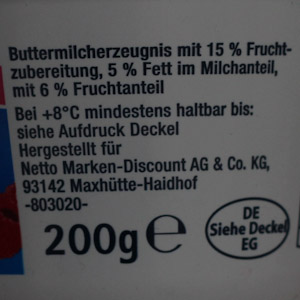 Buttermilcherzeugnis mit 15 % Frucht-
zubereitung, 5 % Fett im Milchanteil,
mit 6 % Fruchtanteil
Bei +8°C mindestens haltbar bis:
siehe Aufdruck Deckel
Hergestellt für
Netto Marken-Discount AG & Co. KG,
93142 Maxhütte-Haidhof
-803020-
200g e
DE
Siehe Deckel
EG